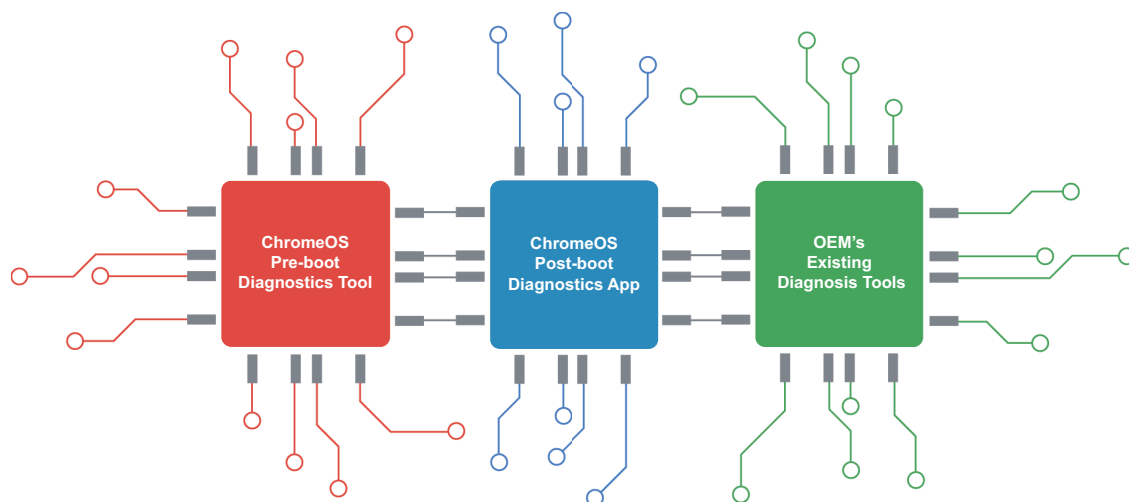 ChromeOS
Pre-boot
Diagnostics Tool
ChromeOS
Post-boot
Diagnostics App
OEM's
Existing
Diagnosis Tools